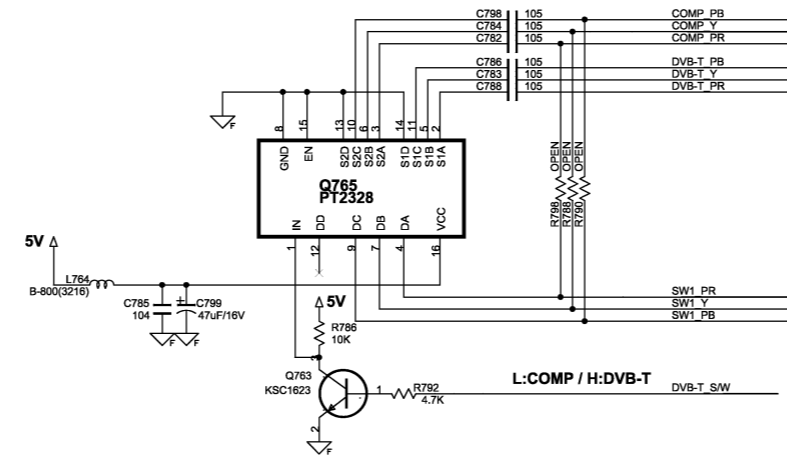 C798 105 COMP_PB
C784 105 COMP_Y
C782 105 COMP_PR
C786 105 DVB-T_PB
C783 105 DVB-T_Y
C788 105 DVB-T_PR
F
8 15 13 10 6 3 14 11 5 2
GND EN S2D S2C S2B S2A S1D S1C S1B S1A
Q765
PT2328
IN DD DC DB DA VCC
1 12 9 7 4 16
OPEN OPEN OPEN
R798 R788 R790
5V
L764
B-800(3216)
C785
104
+ C799
47uF/16V
F F
SW1_PR
SW1_Y
SW1_PB
5V
R786
10K
3
Q763
KSC1623
1
R792
4.7K
L:COMP / H:DVB-T
DVB-T_S/W
2
F